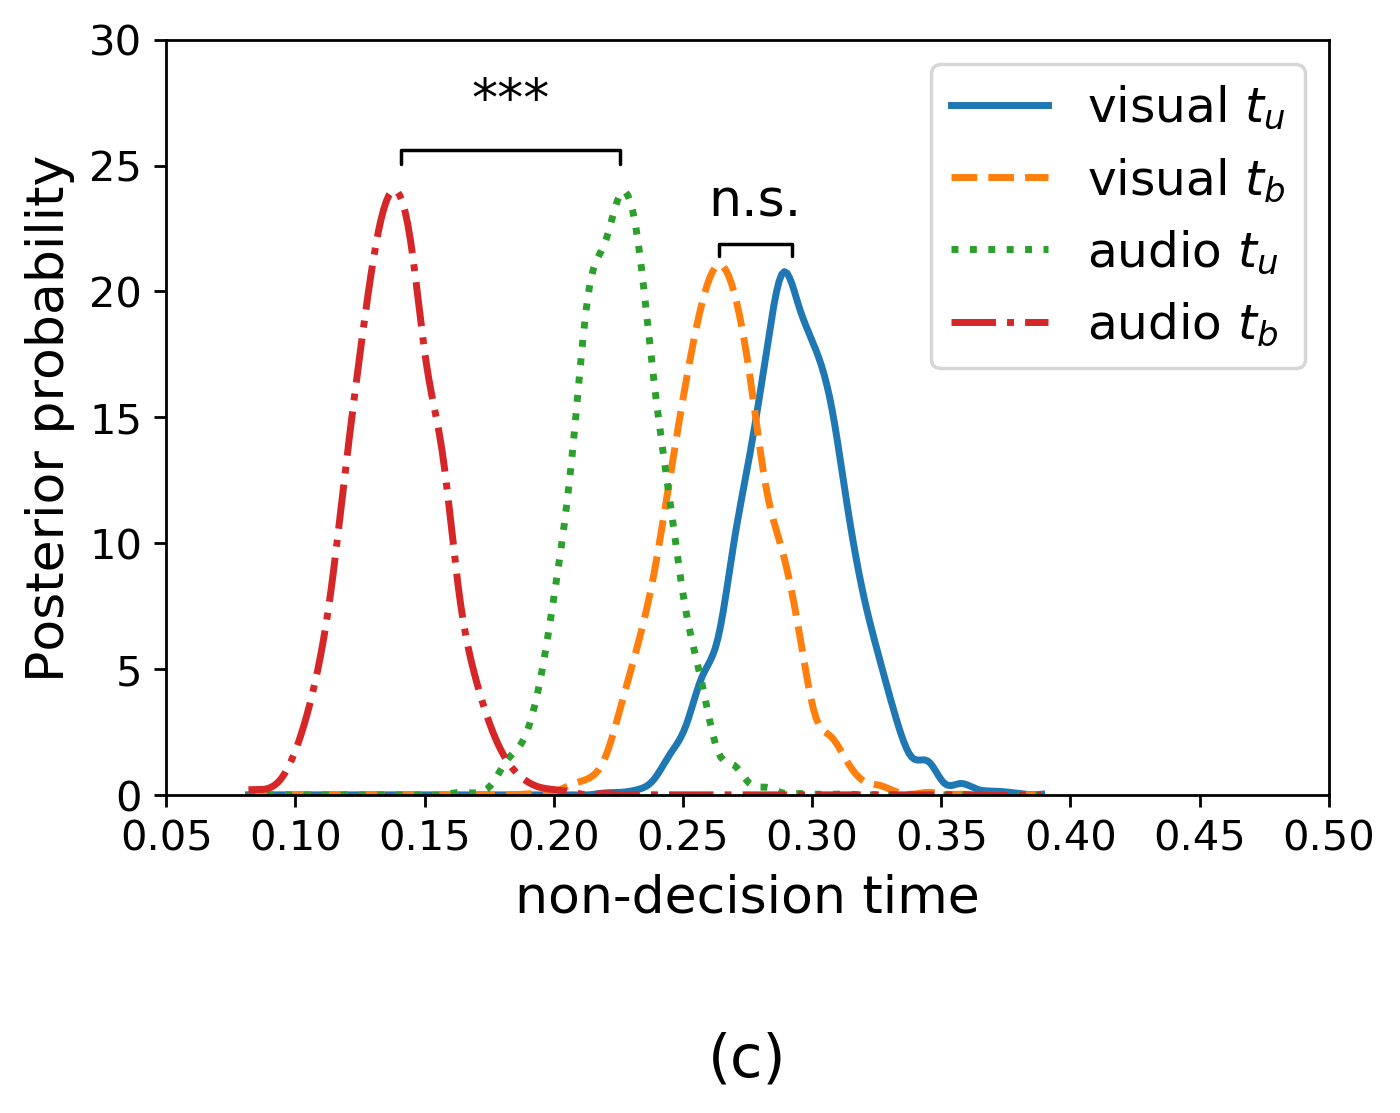 30
25
20
15
10
5
0
Posterior probability
***
n.s.
visual t_u
visual t_b
audio t_u
audio t_b
0.05 0.10 0.15 0.20 0.25 0.30 0.35 0.40 0.45 0.50
non-decision time
(c)